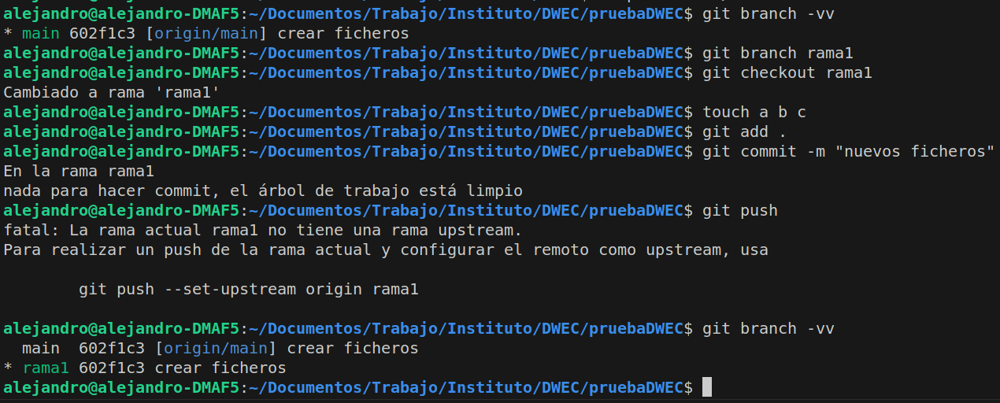 alejandro@alejandro-DMAF5:~/Documentos/Trabajo/Instituto/DWEC/pruebaDWEC$ git branch -vv
* main 602f1c3 [origin/main] crear ficheros
alejandro@alejandro-DMAF5:~/Documentos/Trabajo/Instituto/DWEC/pruebaDWEC$ git branch rama1
alejandro@alejandro-DMAF5:~/Documentos/Trabajo/Instituto/DWEC/pruebaDWEC$ git checkout rama1
Cambiado a rama 'rama1'
alejandro@alejandro-DMAF5:~/Documentos/Trabajo/Instituto/DWEC/pruebaDWEC$ touch a b c
alejandro@alejandro-DMAF5:~/Documentos/Trabajo/Instituto/DWEC/pruebaDWEC$ git add .
alejandro@alejandro-DMAF5:~/Documentos/Trabajo/Instituto/DWEC/pruebaDWEC$ git commit -m "nuevos ficheros"
En la rama rama1
nada para hacer commit, el árbol de trabajo está limpio
alejandro@alejandro-DMAF5:~/Documentos/Trabajo/Instituto/DWEC/pruebaDWEC$ git push
fatal: La rama actual rama1 no tiene una rama upstream.
Para realizar un push de la rama actual y configurar el remoto como upstream, usa
        git push --set-upstream origin rama1
alejandro@alejandro-DMAF5:~/Documentos/Trabajo/Instituto/DWEC/pruebaDWEC$ git branch -vv
  main  602f1c3 [origin/main] crear ficheros
* rama1 602f1c3 crear ficheros
alejandro@alejandro-DMAF5:~/Documentos/Trabajo/Instituto/DWEC/pruebaDWEC$